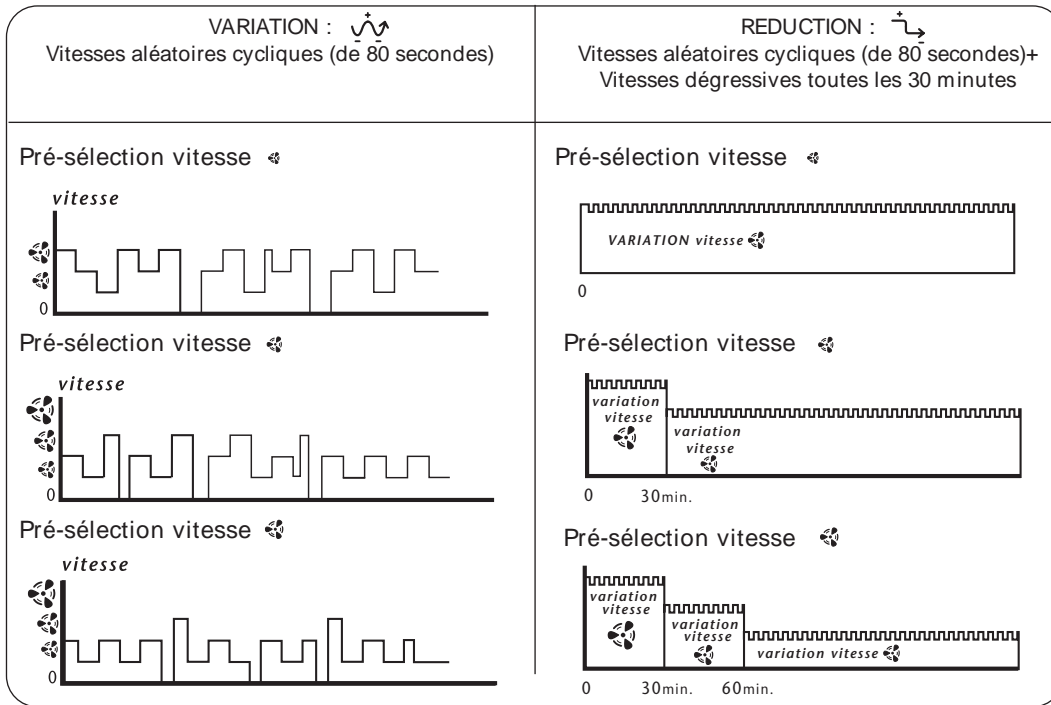 VARIATION :
Vitesses aléatoires cycliques (de 80 secondes)
Pré-sélection vitesse
vitesse
0
Pré-sélection vitesse
vitesse
0
Pré-sélection vitesse
vitesse
0
REDUCTION :
Vitesses aléatoires cycliques (de 80 secondes)+
Vitesses dégressives toutes les 30 minutes
Pré-sélection vitesse
VARIATION vitesse
0
Pré-sélection vitesse
variation
vitesse
variation
vitesse
0 30min.
Pré-sélection vitesse
variation
vitesse
variation
vitesse
variation vitesse
0 30min. 60min.